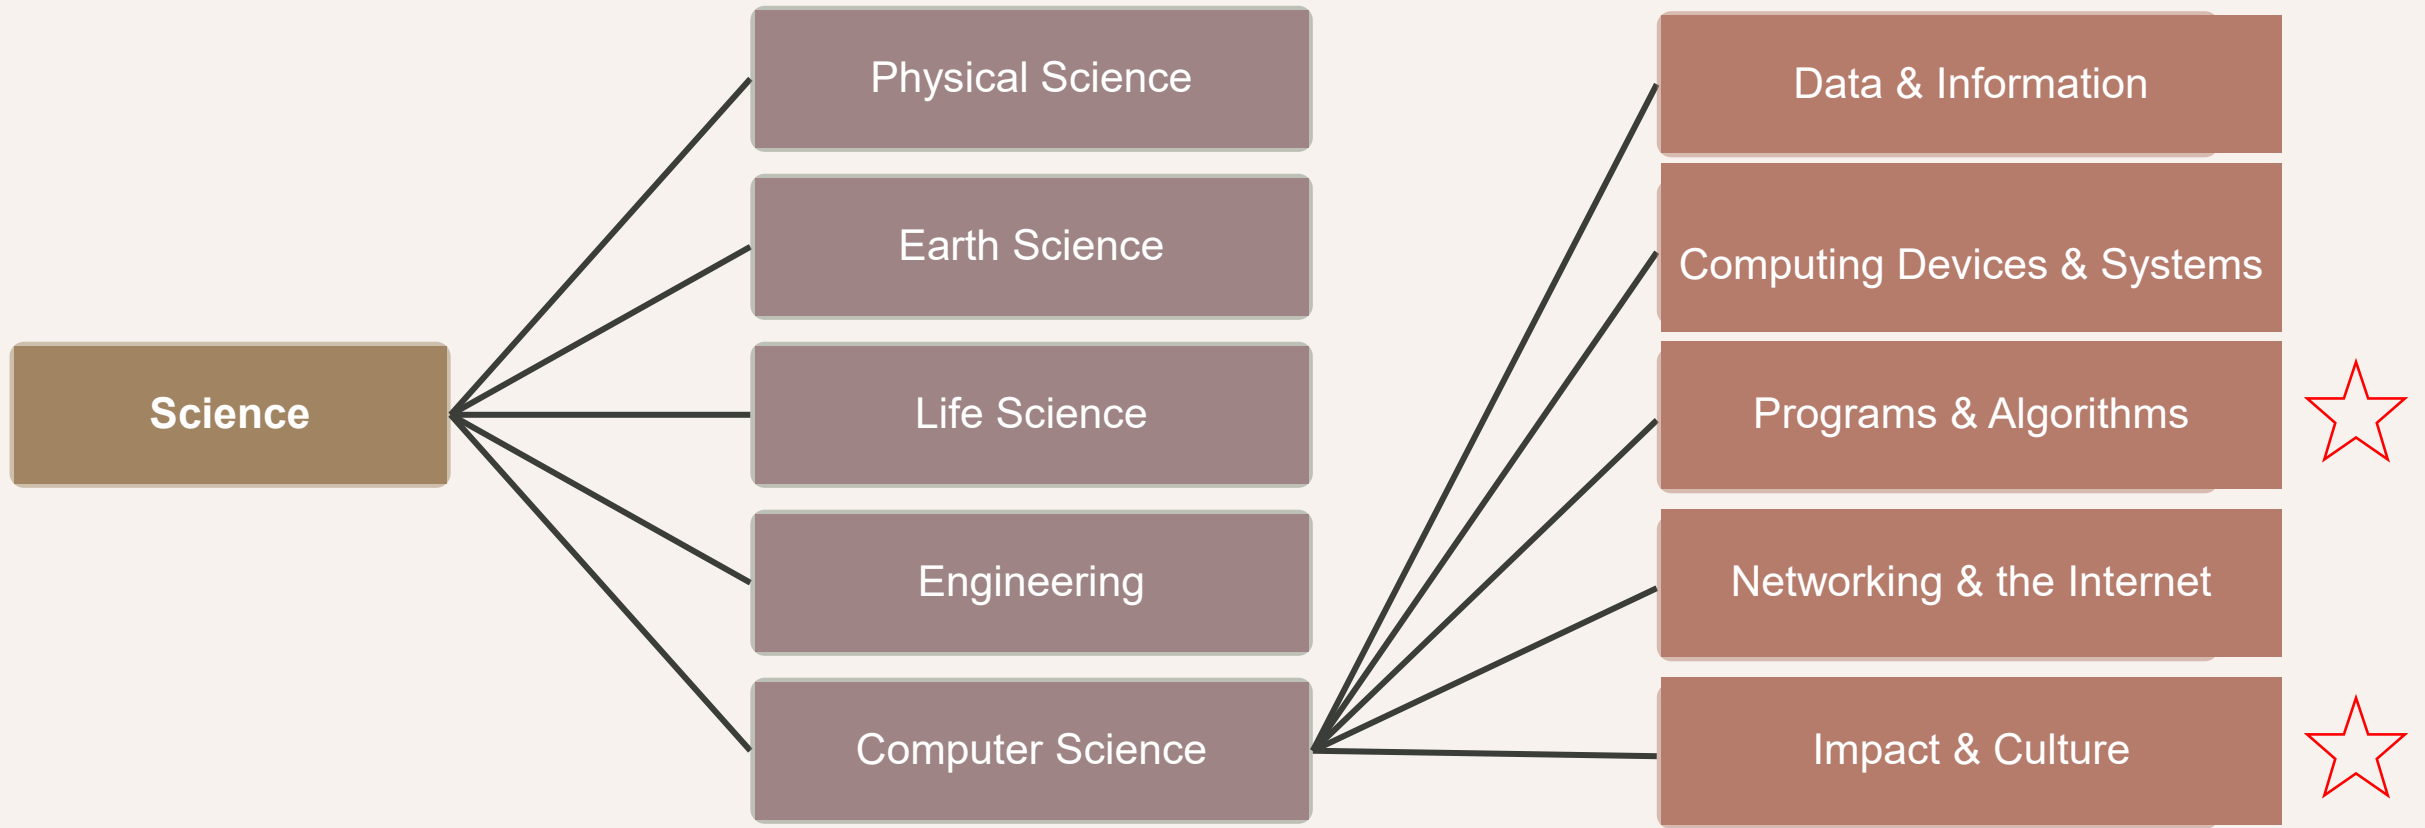 Science
Physical Science
Earth Science
Life Science
Engineering
Computer Science
Data & Information
Computing Devices & Systems
Programs & Algorithms
Networking & the Internet
Impact & Culture